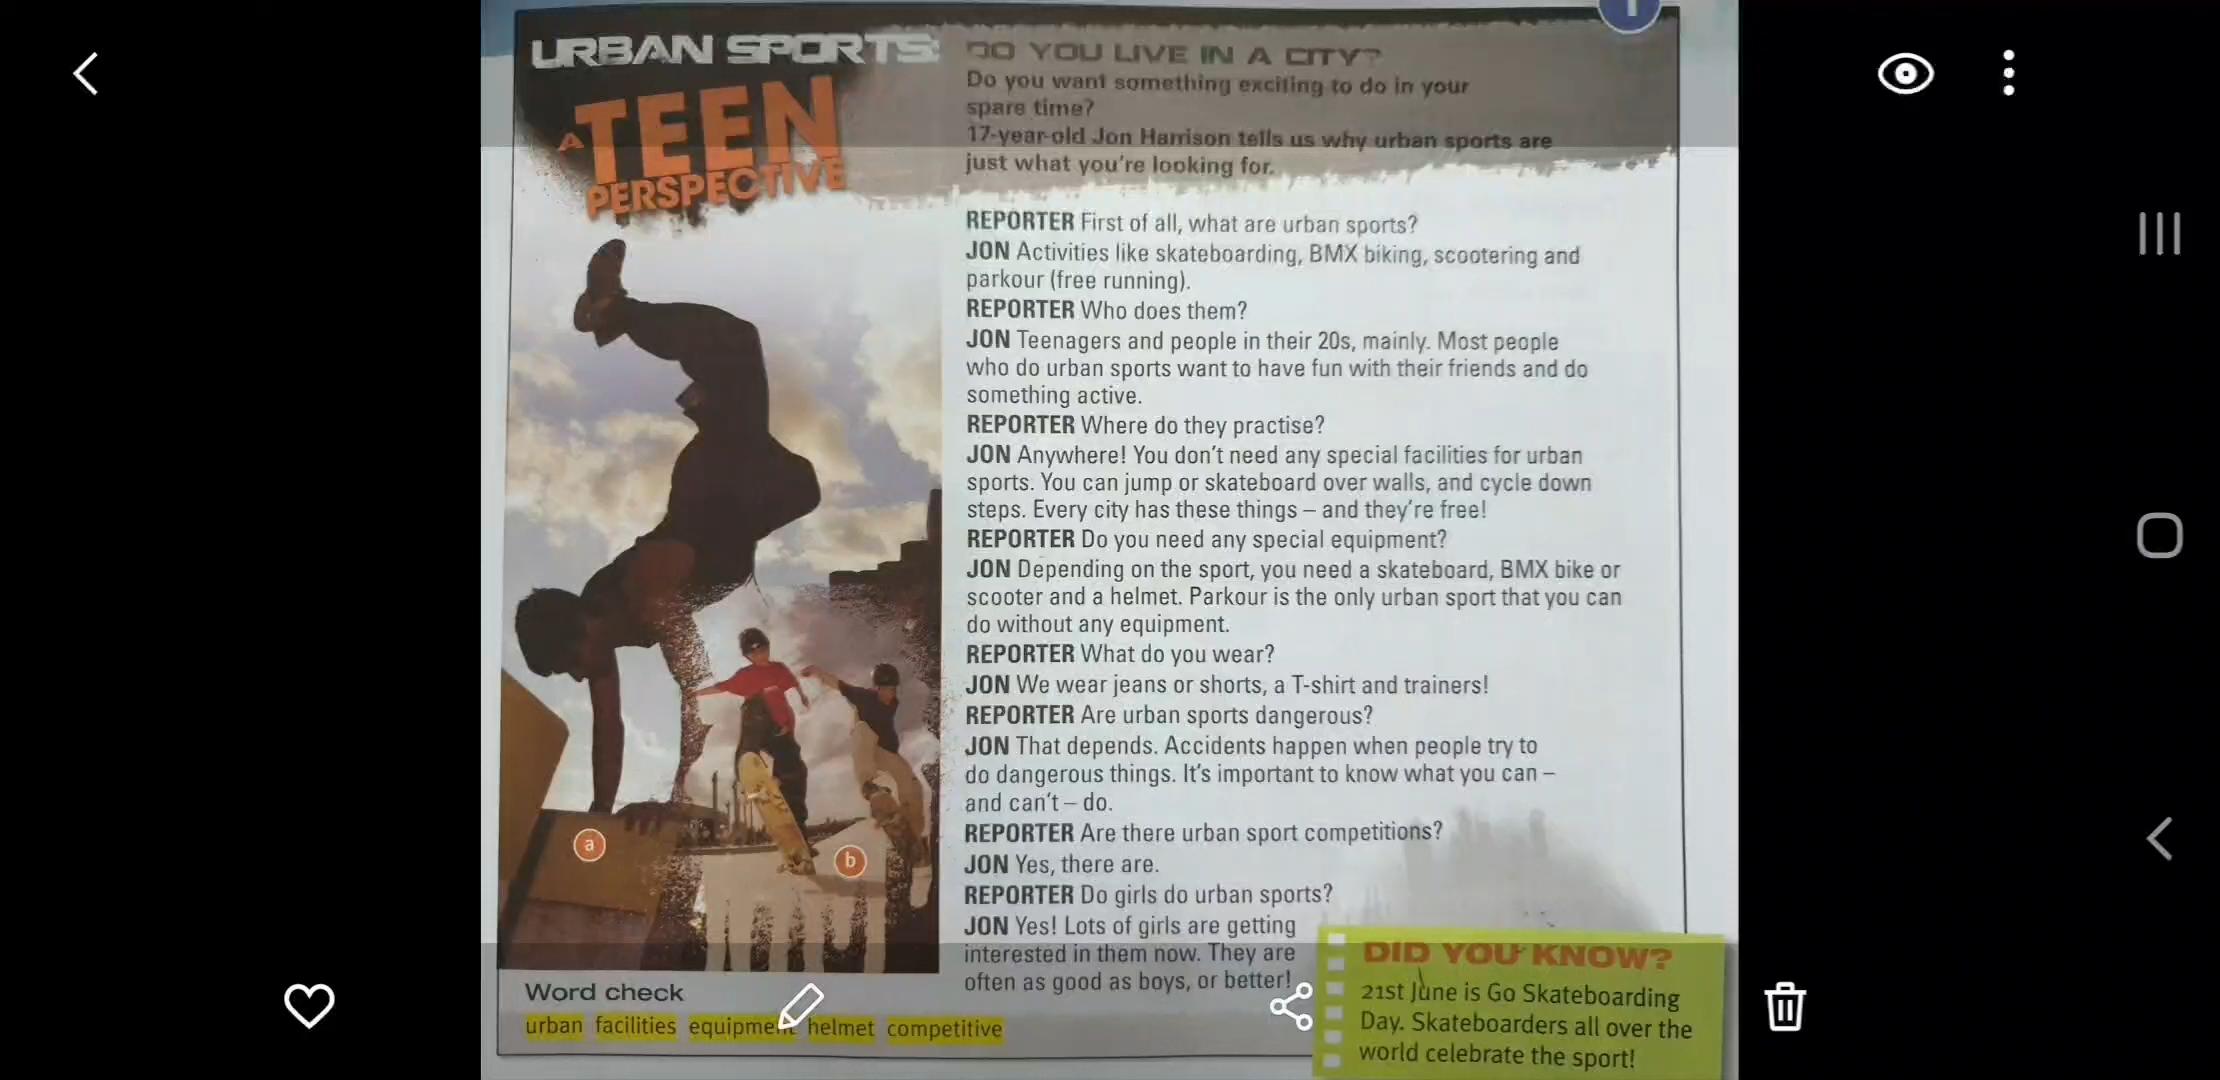 URBAN SPORTS:
A TEEN
PERSPECTIVE
DO YOU LIVE IN A CITY?
Do you want something exciting to do in your
spare time?
17-year-old Jon Harrison tells us why urban sports are
just what you're looking for.
REPORTER First of all, what are urban sports?
JON Activities like skateboarding, BMX biking, scootering and
parkour (free running).
REPORTER Who does them?
JON Teenagers and people in their 20s, mainly. Most people
who do urban sports want to have fun with their friends and do
something active.
REPORTER Where do they practise?
JON Anywhere! You don't need any special facilities for urban
sports. You can jump or skateboard over walls, and cycle down
steps. Every city has these things – and they're free!
REPORTER Do you need any special equipment?
JON Depending on the sport, you need a skateboard, BMX bike or
scooter and a helmet. Parkour is the only urban sport that you can
do without any equipment.
REPORTER What do you wear?
JON We wear jeans or shorts, a T-shirt and trainers!
REPORTER Are urban sports dangerous?
JON That depends. Accidents happen when people try to
do dangerous things. It's important to know what you can –
and can't – do.
REPORTER Are there urban sport competitions?
JON Yes, there are.
REPORTER Do girls do urban sports?
JON Yes! Lots of girls are getting
interested in them now. They are
often as good as boys, or better!
a
b
Word check
urban facilities equipment helmet competitive
DID YOU KNOW?
21st June is Go Skateboarding
Day. Skateboarders all over the
world celebrate the sport!